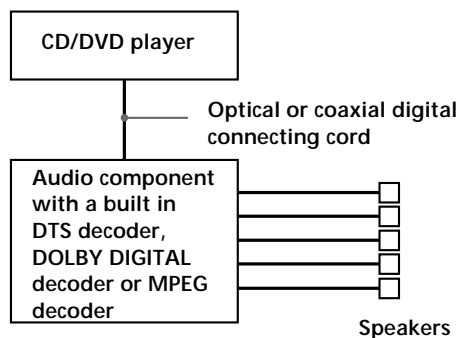 CD/DVD player
Optical or coaxial digital
connecting cord
Audio component
with a built in
DTS decoder,
DOLBY DIGITAL
decoder or MPEG
decoder
Speakers